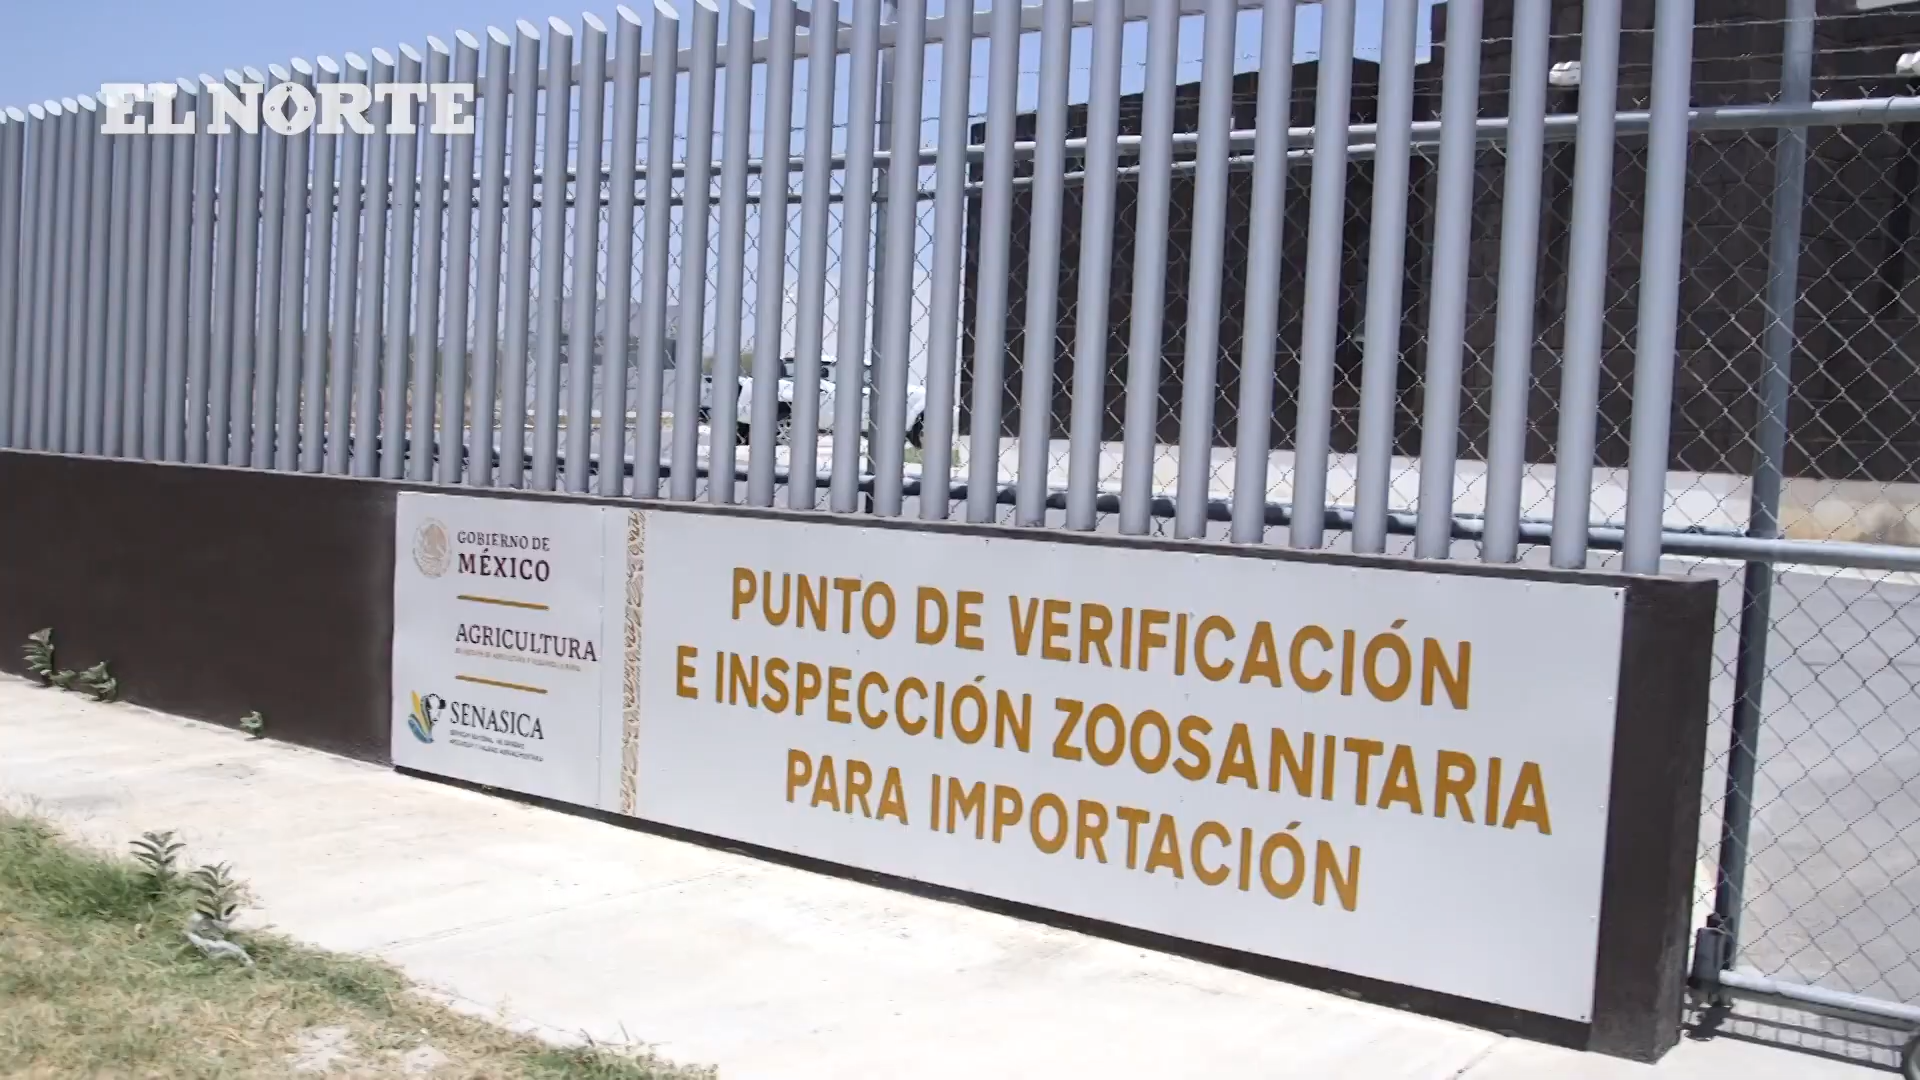 EL NORTE
GOBIERNO DE
MÉXICO
AGRICULTURA
SENASICA
PUNTO DE VERIFICACIÓN
E INSPECCIÓN ZOOSANITARIA
PARA IMPORTACIÓN